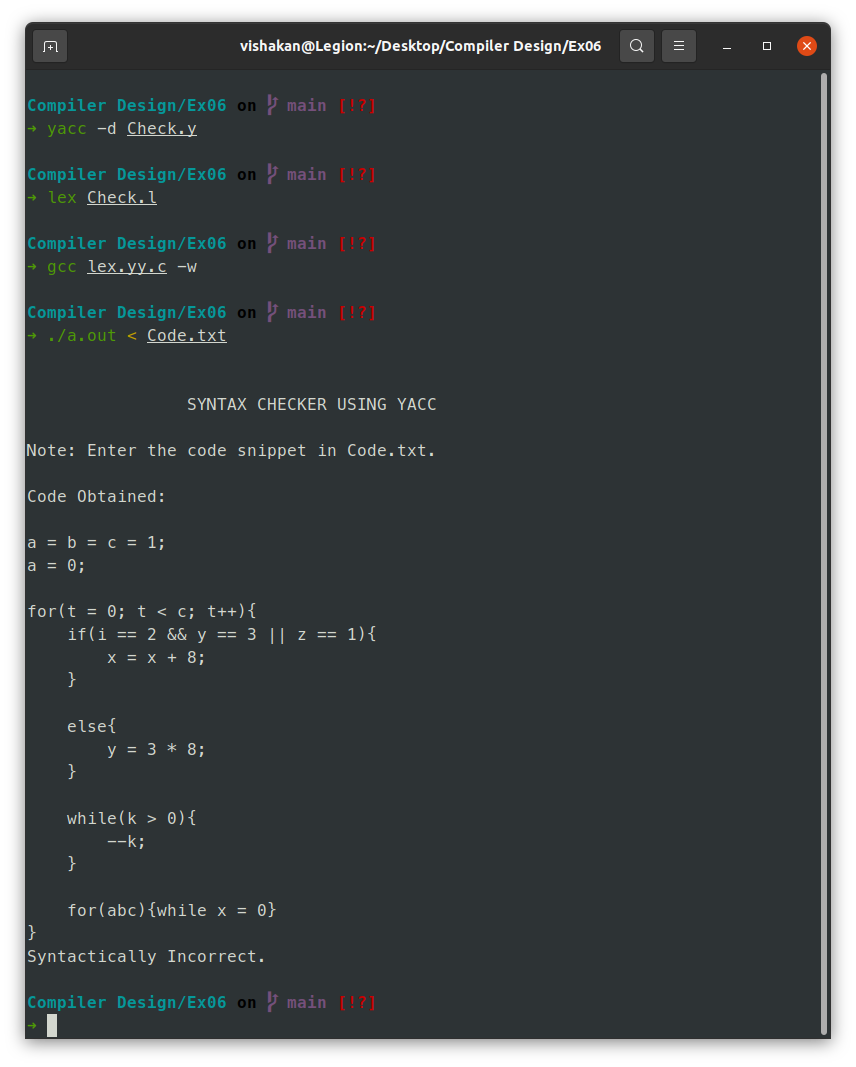 vishakan@Legion:~/Desktop/Compiler Design/Ex06
Compiler Design/Ex06 on main [!?]
→ yacc -d Check.y
Compiler Design/Ex06 on main [!?]
→ lex Check.l
Compiler Design/Ex06 on main [!?]
→ gcc lex.yy.c -w
Compiler Design/Ex06 on main [!?]
→ ./a.out < Code.txt
SYNTAX CHECKER USING YACC
Note: Enter the code snippet in Code.txt.
Code Obtained:
a = b = c = 1;
a = 0;
for(t = 0; t < c; t++){
    if(i == 2 && y == 3 || z == 1){
        x = x + 8;
    }
    else{
        y = 3 * 8;
    }
    while(k > 0){
        --k;
    }
    for(abc){while x = 0}
}
Syntactically Incorrect.
Compiler Design/Ex06 on main [!?]
→